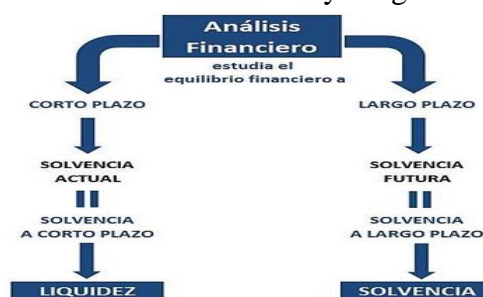 Análisis
Financiero
estudia el
equilibrio financiero a
CORTO PLAZO
LARGO PLAZO
SOLVENCIA
ACTUAL
SOLVENCIA
FUTURA
SOLVENCIA
A CORTO PLAZO
SOLVENCIA
A LARGO PLAZO
LIQUIDEZ
SOLVENCIA